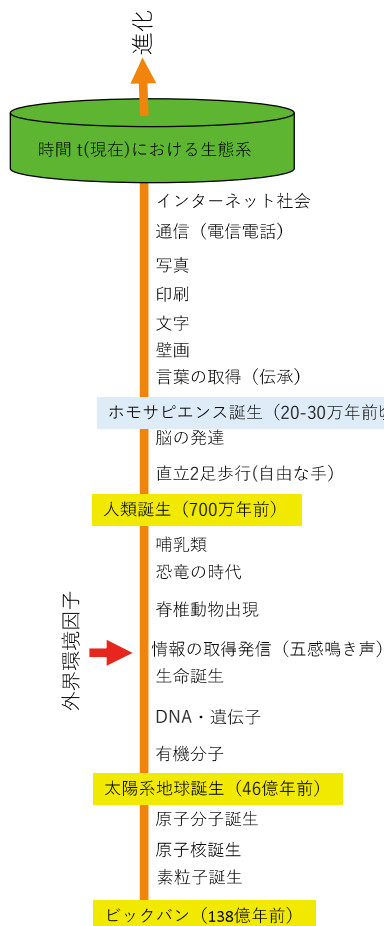 進化
時間 t(現在)における生態系
インターネット社会
通信（電信電話）
写真
印刷
文字
壁画
言葉の取得（伝承）
ホモサピエンス誕生（20-30万年前
脳の発達
直立2足歩行(自由な手）
人類誕生（700万年前）
哺乳類
恐竜の時代
脊椎動物出現
外界環境因子
情報の取得発信（五感鳴き声）
生命誕生
DNA・遺伝子
有機分子
太陽系地球誕生（46億年前）
原子分子誕生
原子核誕生
素粒子誕生
ビックバン（138億年前）